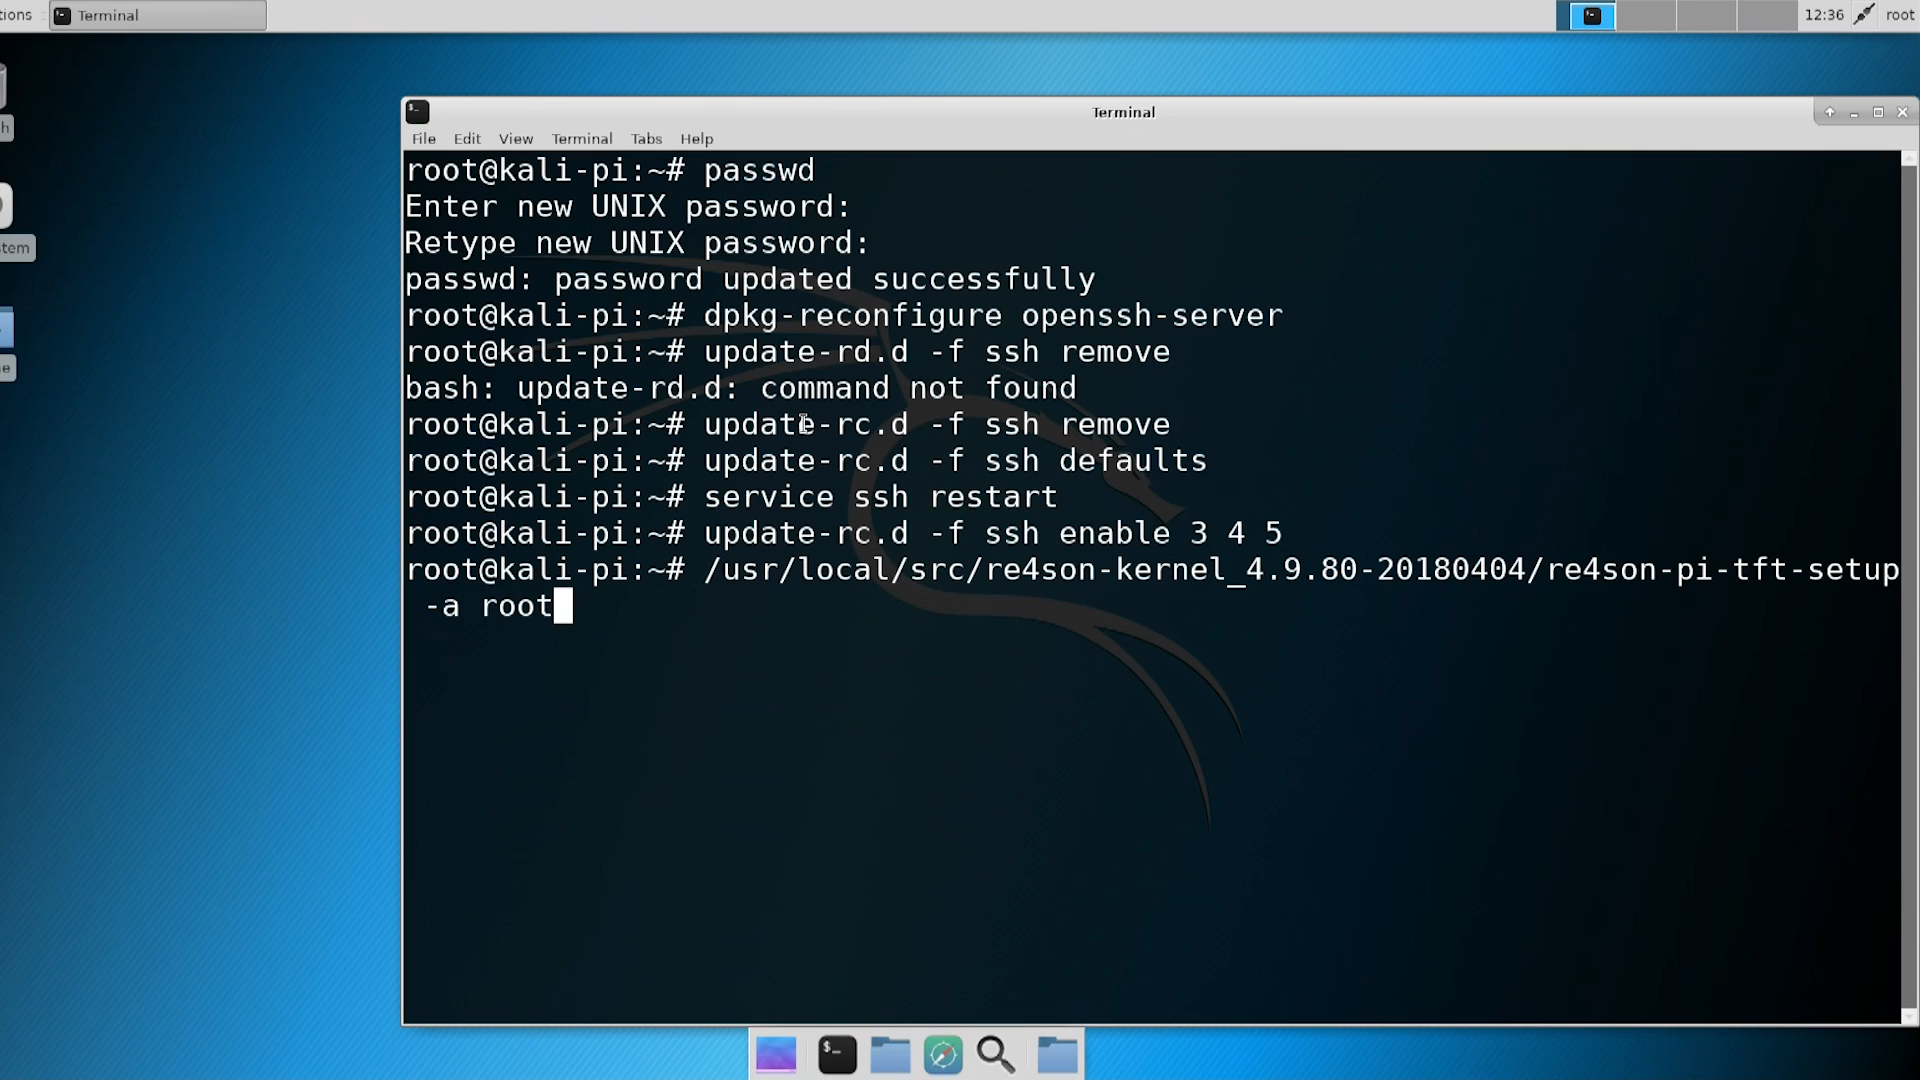 tions
Terminal
12:36
root
Terminal
File Edit View Terminal Tabs Help
h
stem
e
root@kali-pi:~# passwd
Enter new UNIX password:
Retype new UNIX password:
passwd: password updated successfully
root@kali-pi:~# dpkg-reconfigure openssh-server
root@kali-pi:~# update-rd.d -f ssh remove
bash: update-rd.d: command not found
root@kali-pi:~# update-rc.d -f ssh remove
root@kali-pi:~# update-rc.d -f ssh defaults
root@kali-pi:~# service ssh restart
root@kali-pi:~# update-rc.d -f ssh enable 3 4 5
root@kali-pi:~# /usr/local/src/re4son-kernel_4.9.80-20180404/re4son-pi-tft-setup
 -a root